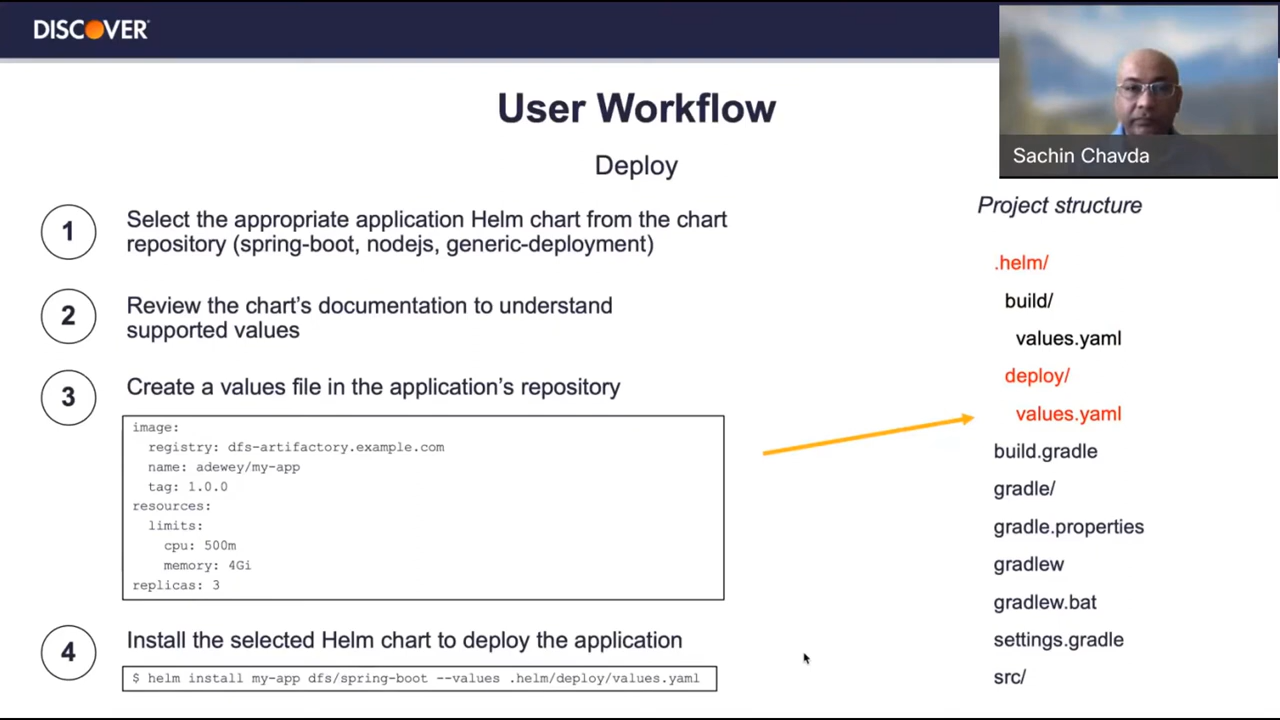 DISCOVER
User Workflow
Sachin Chavda
Deploy
1
Select the appropriate application Helm chart from the chart
repository (spring-boot, nodejs, generic-deployment)
2
Review the chart's documentation to understand
supported values
3
Create a values file in the application's repository
image:
  registry: dfs-artifactory.example.com
  name: adewey/my-app
  tag: 1.0.0
resources:
  limits:
    cpu: 500m
    memory: 4Gi
replicas: 3
4
Install the selected Helm chart to deploy the application
$ helm install my-app dfs/spring-boot --values .helm/deploy/values.yaml
Project structure
.helm/
build/
values.yaml
deploy/
values.yaml
build.gradle
gradle/
gradle.properties
gradlew
gradlew.bat
settings.gradle
src/